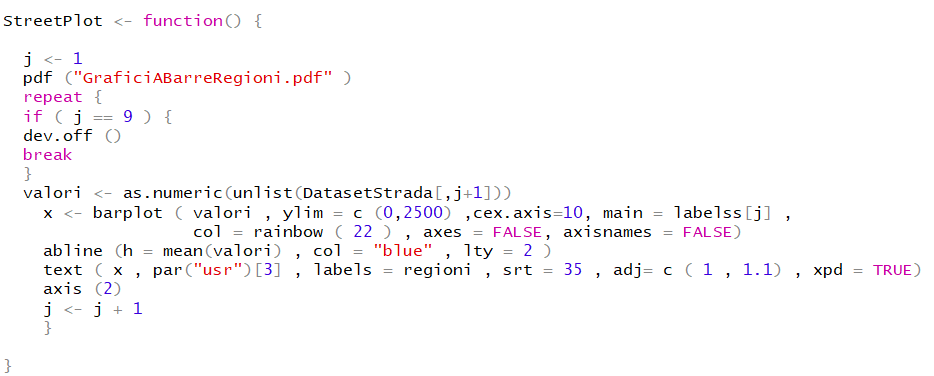 StreetPlot <- function() {
j <- 1
pdf ("GraficiABarreRegioni.pdf" )
repeat {
if ( j == 9 ) {
dev.off ()
break
}
valori <- as.numeric(unlist(DatasetStrada[,j+1]))
x <- barplot ( valori , ylim = c (0,2500) ,cex.axis=10, main = labelss[j] ,
col = rainbow ( 22 ) , axes = FALSE, axisnames = FALSE)
abline (h = mean(valori) , col = "blue" , lty = 2 )
text ( x , par("usr")[3] , labels = regioni , srt = 35 , adj= c ( 1 , 1.1) , xpd = TRUE)
axis (2)
j <- j + 1
}
}